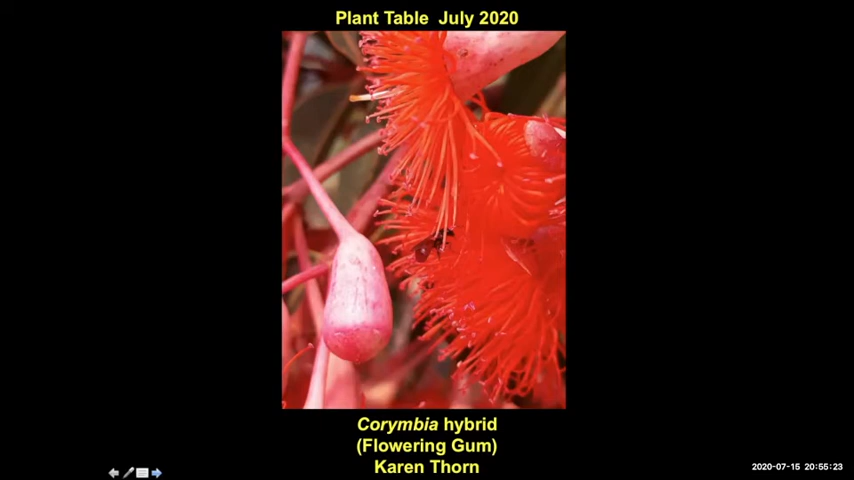 Plant Table July 2020
Corymbia hybrid
(Flowering Gum)
Karen Thorn
2020-07-15 20:55:23